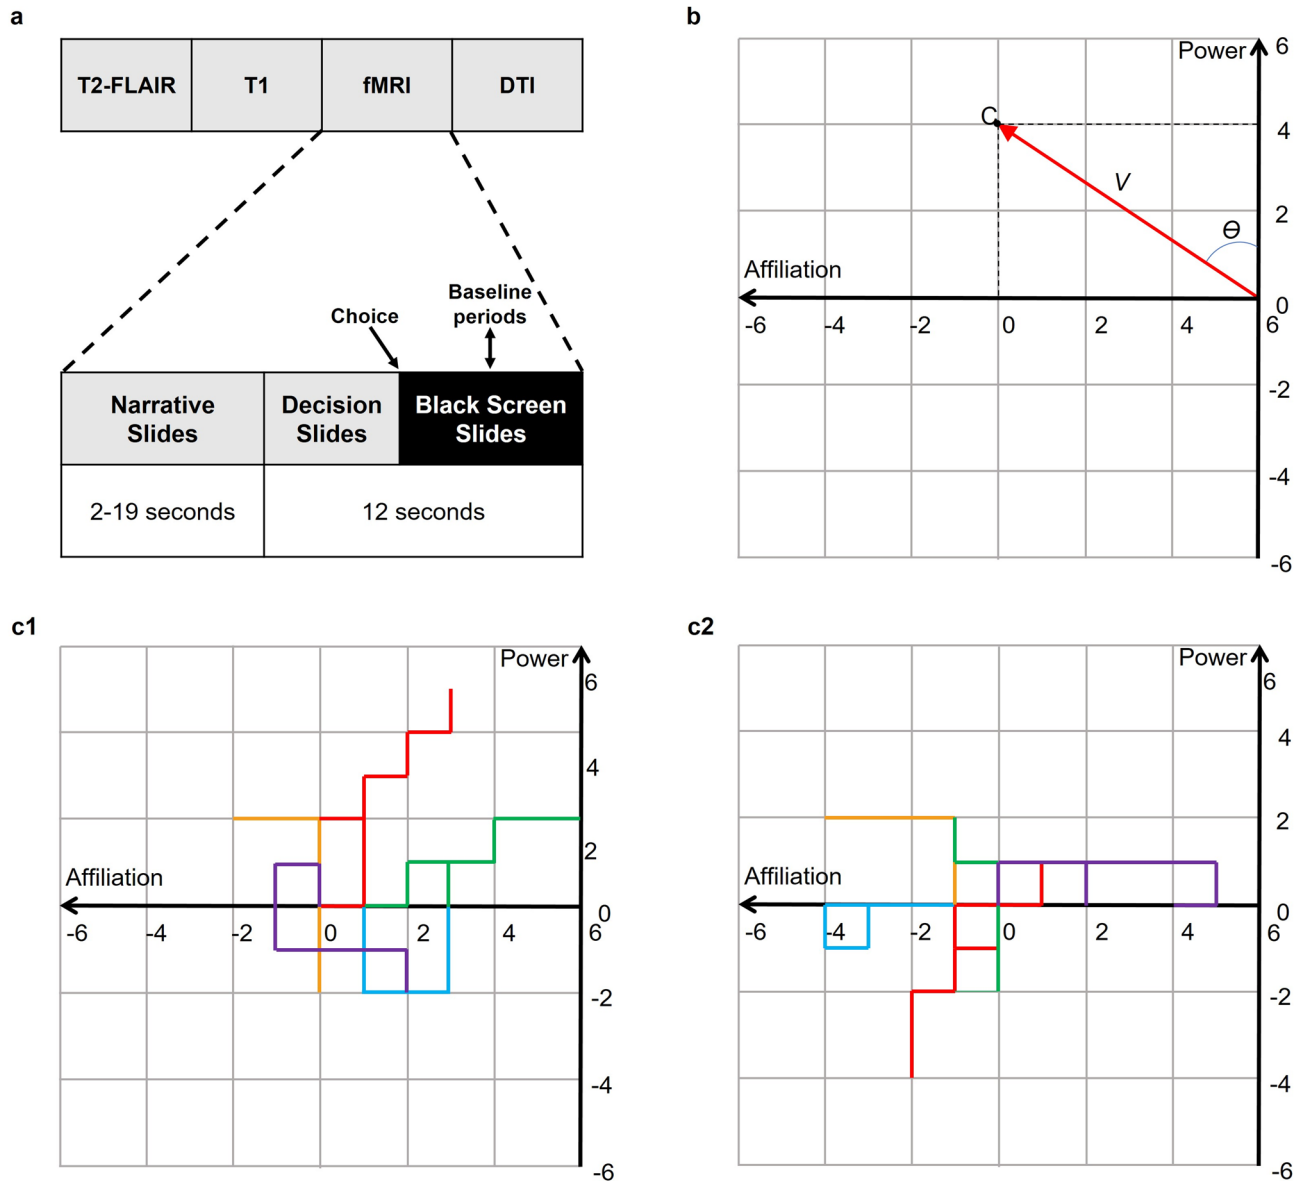 a
T2-FLAIR T1 fMRI DTI
Choice
Baseline
periods
Narrative
Slides
Decision
Slides
Black Screen
Slides
2-19 seconds 12 seconds
b
Power
6
C
4
V
2
Θ
Affiliation
0
-6 -4 -2 0 2 4 6
-2
-4
-6
c1
Power
6
4
2
Affiliation
0
-6 -4 -2 0 2 4 6
-2
-4
-6
c2
Power
6
4
2
Affiliation
0
-6 -4 -2 0 2 4 6
-2
-4
-6